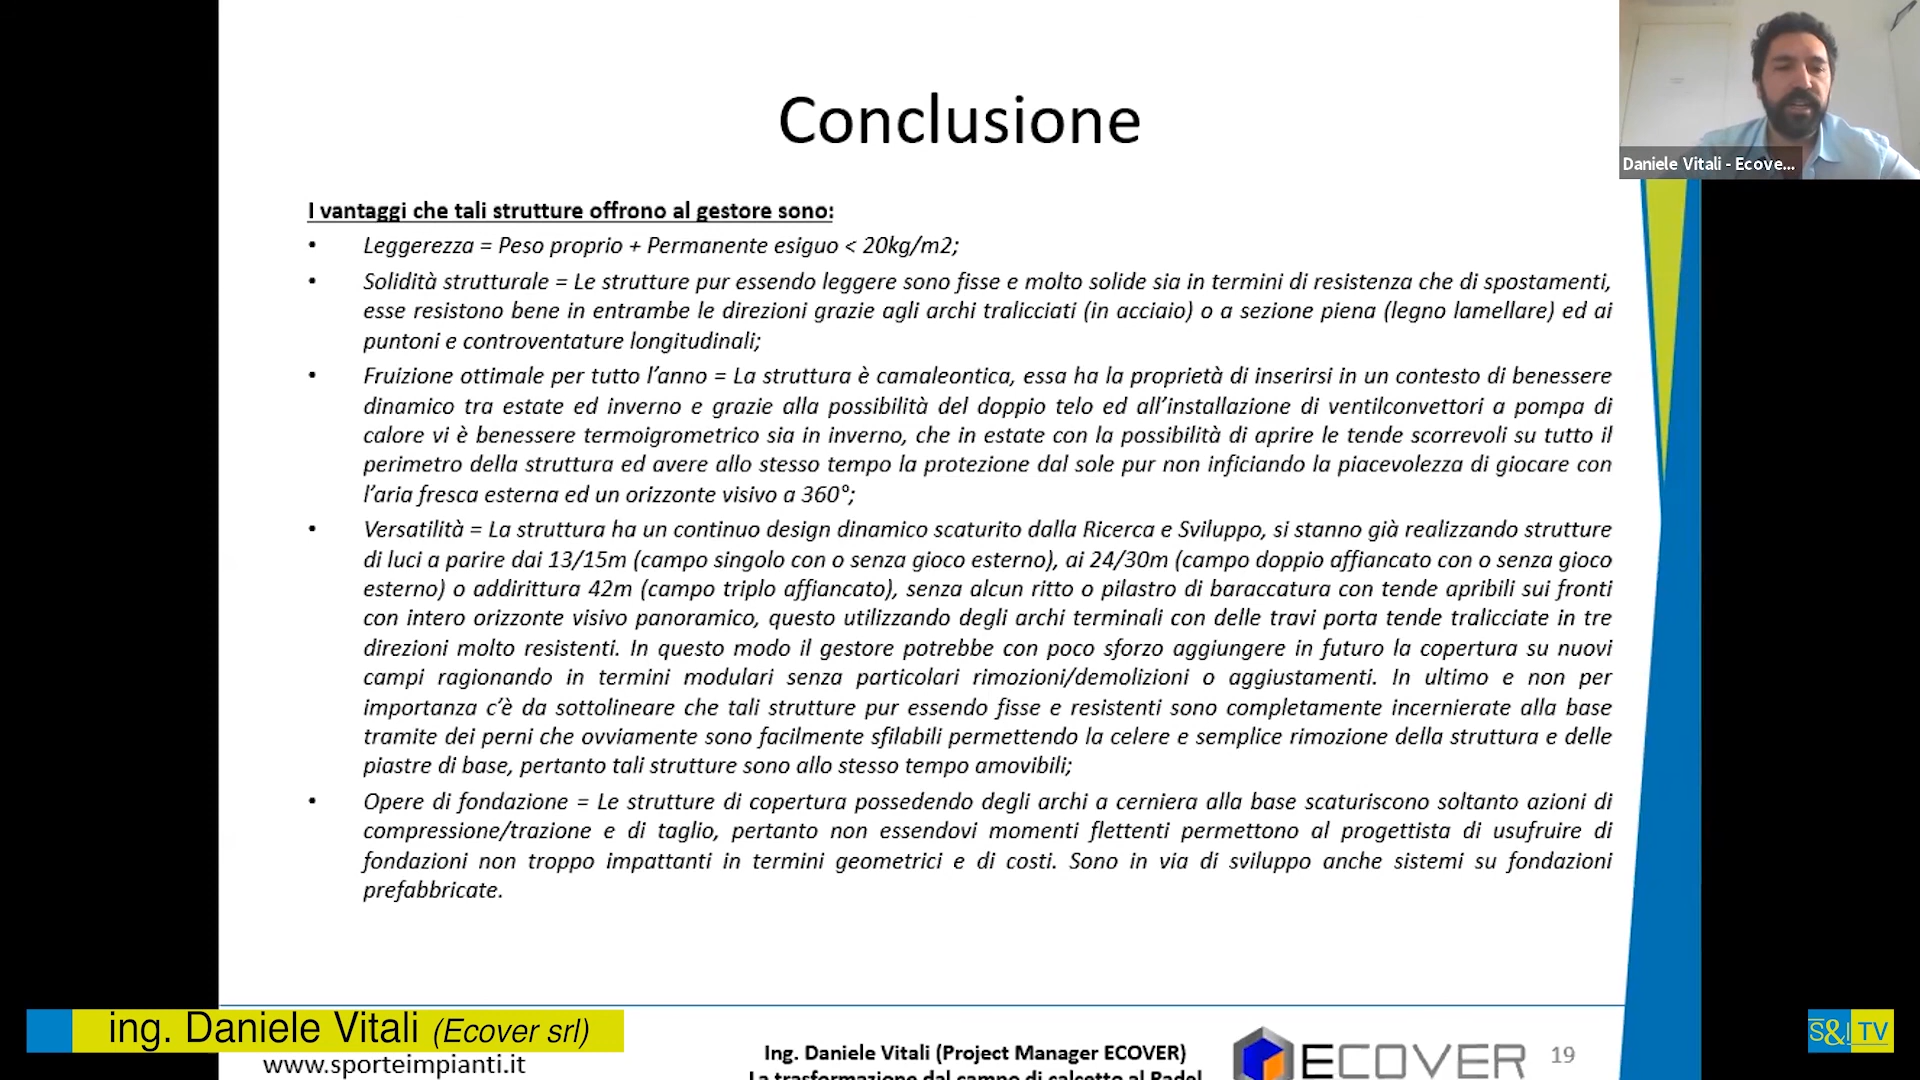 Conclusione
Daniele Vitali - Ecove...
I vantaggi che tali strutture offrono al gestore sono:
• Leggerezza = Peso proprio + Permanente esiguo < 20kg/m2;
• Solidità strutturale = Le strutture pur essendo leggere sono fisse e molto solide sia in termini di resistenza che di spostamenti,
esse resistono bene in entrambe le direzioni grazie agli archi tralicciati (in acciaio) o a sezione piena (legno lamellare) ed ai
puntoni e controventature longitudinali;
• Fruizione ottimale per tutto l'anno = La struttura è camaleontica, essa ha la proprietà di inserirsi in un contesto di benessere
dinamico tra estate ed inverno e grazie alla possibilità del doppio telo ed all'installazione di ventilconvettori a pompa di
calore vi è benessere termoigrometrico sia in inverno, che in estate con la possibilità di aprire le tende scorrevoli su tutto il
perimetro della struttura ed avere allo stesso tempo la protezione dal sole pur non inficiando la piacevolezza di giocare con
l'aria fresca esterna ed un orizzonte visivo a 360°;
• Versatilità = La struttura ha un continuo design dinamico scaturito dalla Ricerca e Sviluppo, si stanno già realizzando strutture
di luci a parire dai 13/15m (campo singolo con o senza gioco esterno), ai 24/30m (campo doppio affiancato con o senza gioco
esterno) o addirittura 42m (campo triplo affiancato), senza alcun ritto o pilastro di baraccatura con tende apribili sui fronti
con intero orizzonte visivo panoramico, questo utilizzando degli archi terminali con delle travi porta tende tralicciate in tre
direzioni molto resistenti. In questo modo il gestore potrebbe con poco sforzo aggiungere in futuro la copertura su nuovi
campi ragionando in termini modulari senza particolari rimozioni/demolizioni o aggiustamenti. In ultimo e non per
importanza c'è da sottolineare che tali strutture pur essendo fisse e resistenti sono completamente incernierate alla base
tramite dei perni che ovviamente sono facilmente sfilabili permettendo la celere e semplice rimozione della struttura e delle
piastre di base, pertanto tali strutture sono allo stesso tempo amovibili;
• Opere di fondazione = Le strutture di copertura possedendo degli archi a cerniera alla base scaturiscono soltanto azioni di
compressione/trazione e di taglio, pertanto non essendovi momenti flettenti permettono al progettista di usufruire di
fondazioni non troppo impattanti in termini geometrici e di costi. Sono in via di sviluppo anche sistemi su fondazioni
prefabbricate.
ing. Daniele Vitali (Ecover srl)
www.sporteimpianti.it
Ing. Daniele Vitali (Project Manager ECOVER)
La trasformazione dal campo di calcetto al Padel
ECOVER
19
S&I TV